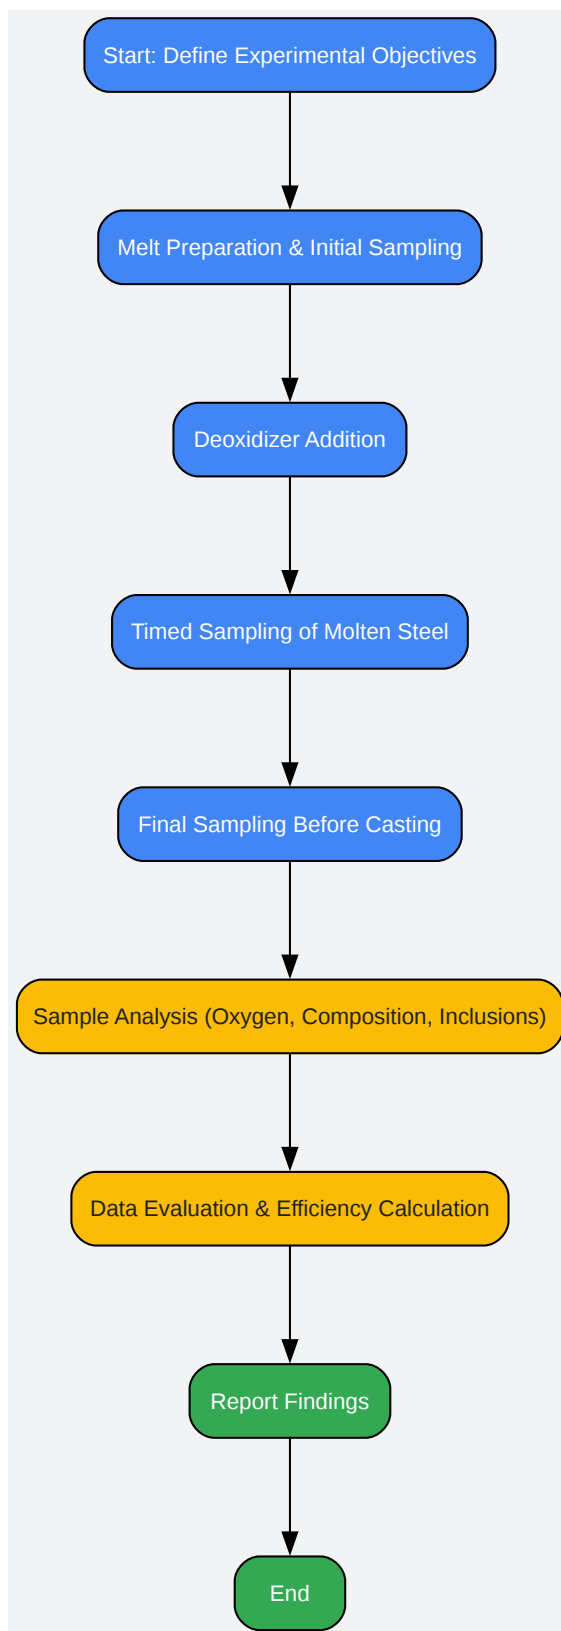 Start: Define Experimental Objectives
Melt Preparation & Initial Sampling
Deoxidizer Addition
Timed Sampling of Molten Steel
Final Sampling Before Casting
Sample Analysis (Oxygen, Composition, Inclusions)
Data Evaluation & Efficiency Calculation
Report Findings
End